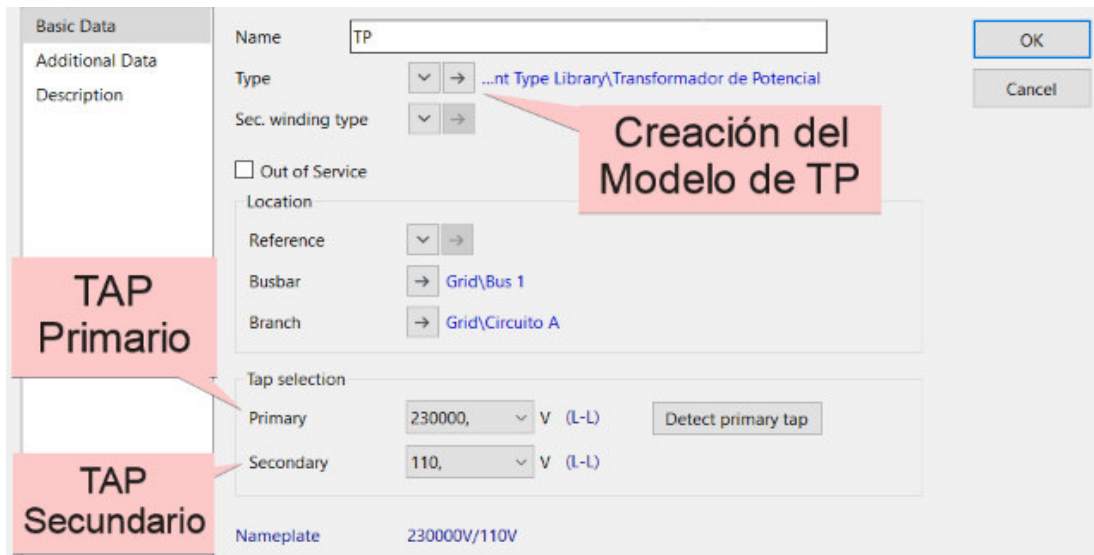 Basic Data
Additional Data
Description
Name TP
Type ...nt Type Library\Transformador de Potencial
Sec. winding type
Creación del
Modelo de TP
Out of Service
Location
Reference
Busbar Grid\Bus 1
Branch Grid\Circuito A
TAP
Primario
Tap selection
Primary 230000, V (L-L) Detect primary tap
Secondary 110, V (L-L)
TAP
Secundario
Nameplate 230000V/110V
OK
Cancel